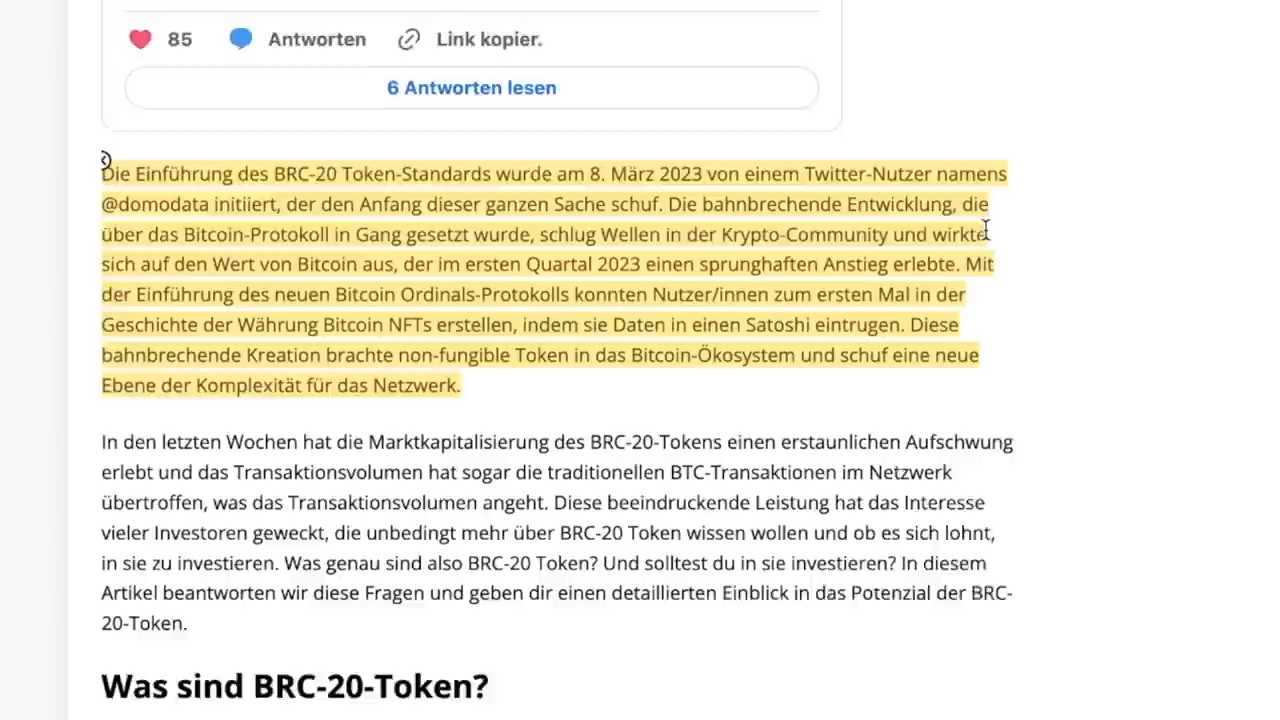 85 Antworten Link kopier.
6 Antworten lesen
Die Einführung des BRC-20 Token-Standards wurde am 8. März 2023 von einem Twitter-Nutzer namens
@domodata initiiert, der den Anfang dieser ganzen Sache schuf. Die bahnbrechende Entwicklung, die
über das Bitcoin-Protokoll in Gang gesetzt wurde, schlug Wellen in der Krypto-Community und wirkte
sich auf den Wert von Bitcoin aus, der im ersten Quartal 2023 einen sprunghaften Anstieg erlebte. Mit
der Einführung des neuen Bitcoin Ordinals-Protokolls konnten Nutzer/innen zum ersten Mal in der
Geschichte der Währung Bitcoin NFTs erstellen, indem sie Daten in einen Satoshi eintrugen. Diese
bahnbrechende Kreation brachte non-fungible Token in das Bitcoin-Ökosystem und schuf eine neue
Ebene der Komplexität für das Netzwerk.
In den letzten Wochen hat die Marktkapitalisierung des BRC-20-Tokens einen erstaunlichen Aufschwung
erlebt und das Transaktionsvolumen hat sogar die traditionellen BTC-Transaktionen im Netzwerk
übertroffen, was das Transaktionsvolumen angeht. Diese beeindruckende Leistung hat das Interesse
vieler Investoren geweckt, die unbedingt mehr über BRC-20 Token wissen wollen und ob es sich lohnt,
in sie zu investieren. Was genau sind also BRC-20 Token? Und solltest du in sie investieren? In diesem
Artikel beantworten wir diese Fragen und geben dir einen detaillierten Einblick in das Potenzial der BRC-
20-Token.
Was sind BRC-20-Token?